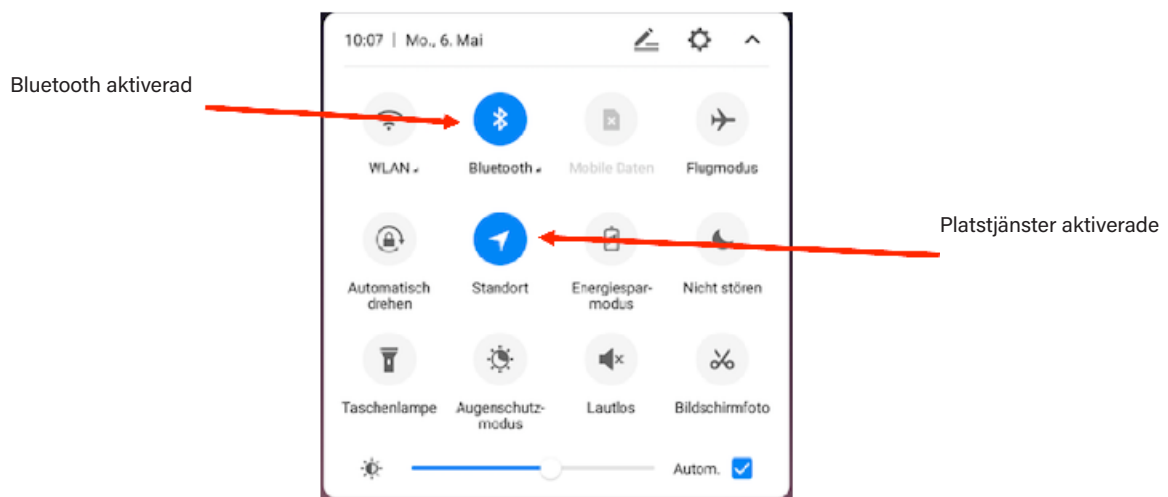 10:07 | Mo., 6. Mai
Bluetooth aktiverad
WLAN
Bluetooth
Mobile Daten
Flugmodus
Platstjänster aktiverade
Automatisch
drehen
Standort
Energiespar-
modus
Nicht stören
Taschenlampe
Augenschutz-
modus
Lautlos
Bildschirmfoto
Autom.